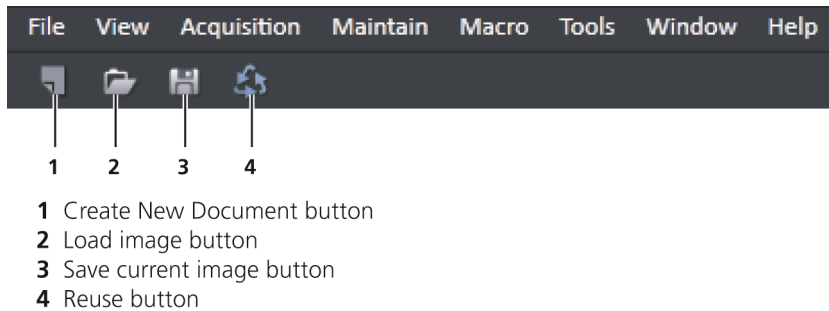 File View Acquisition Maintain Macro Tools Window Help
1 2 3 4
1 Create New Document button
2 Load image button
3 Save current image button
4 Reuse button